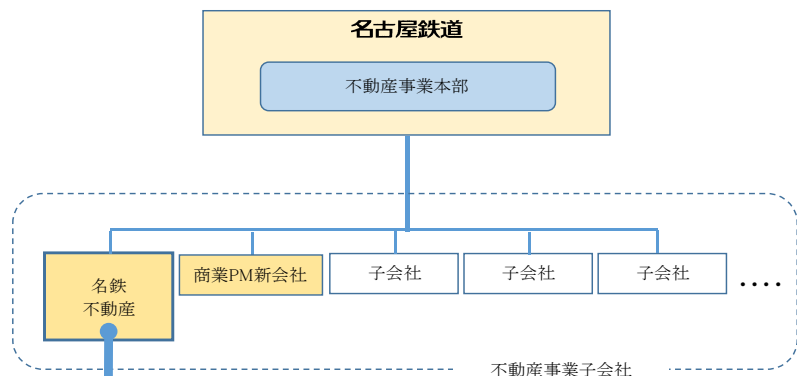 名古屋鉄道
不動産事業本部
名鉄
不動産
商業PM新会社
子会社
子会社
子会社
....
不動産事業子会社